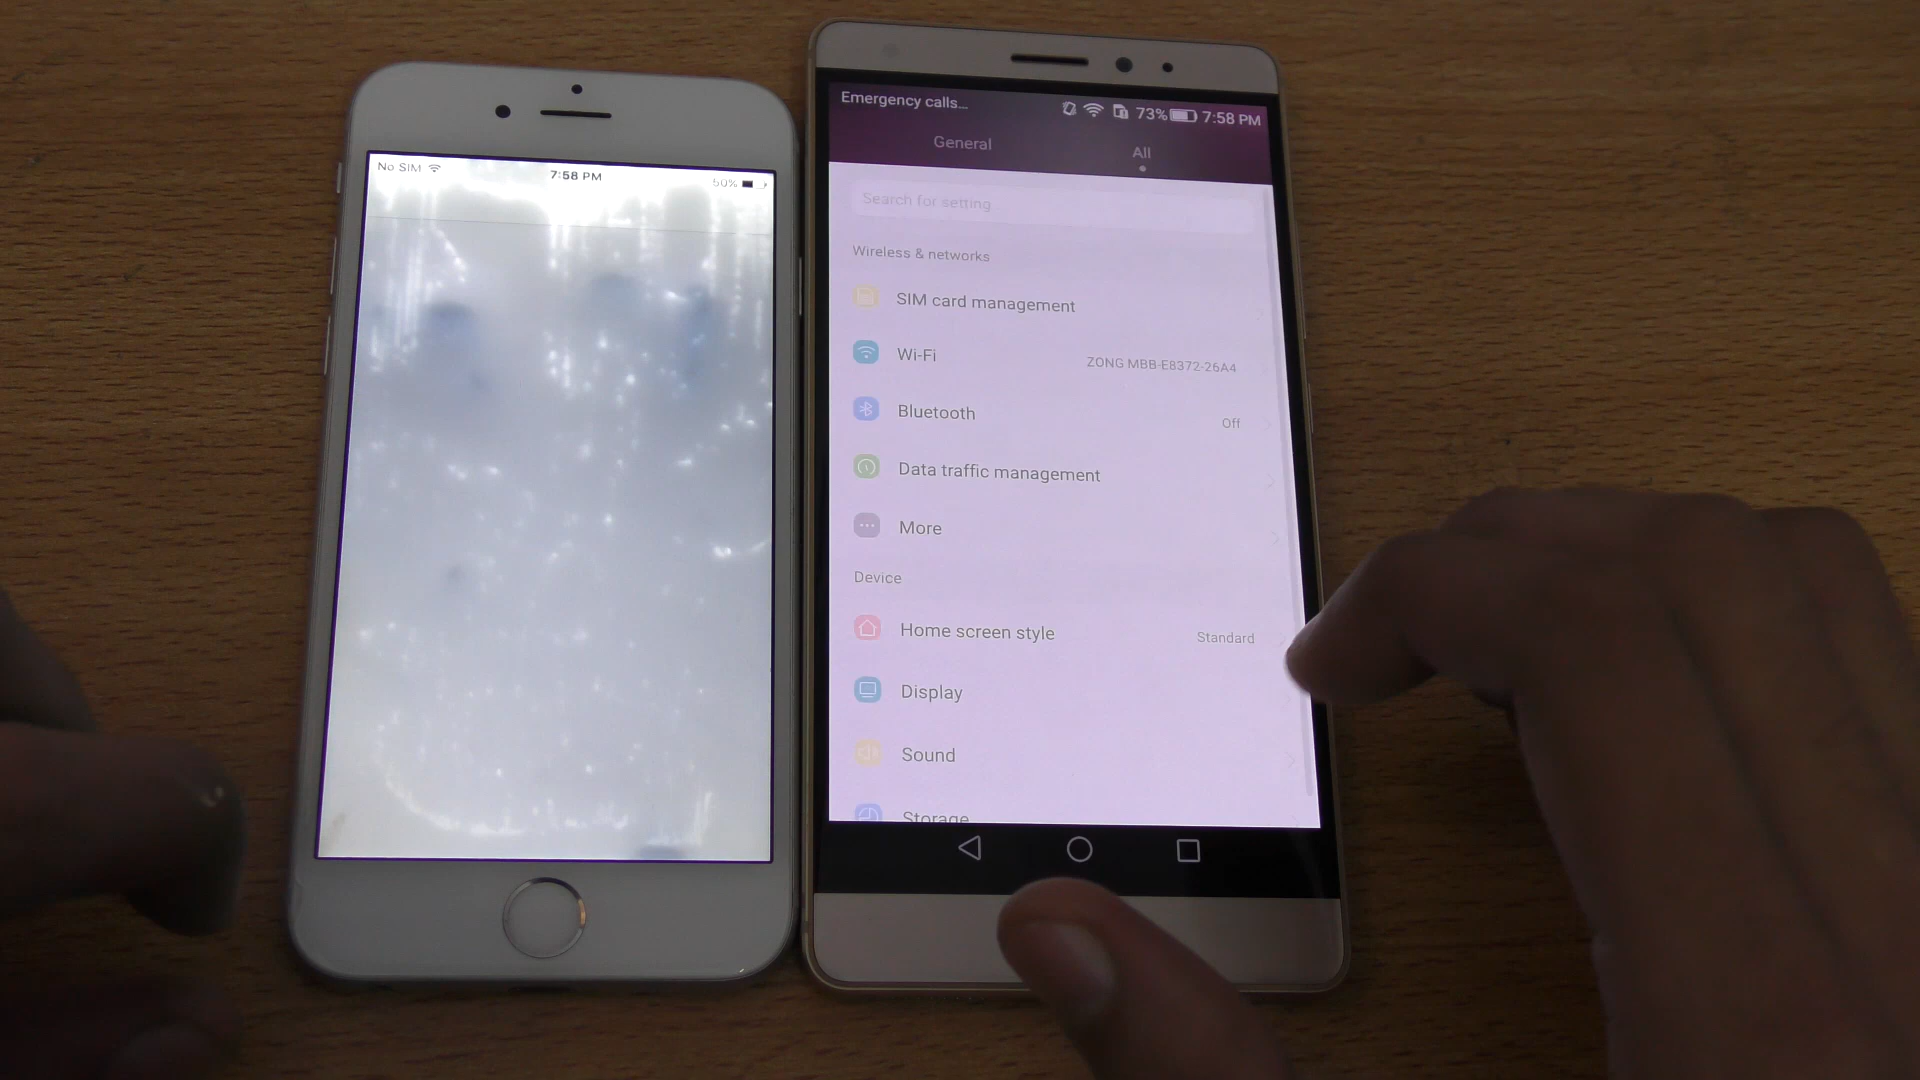 No SIM
7:58 PM
50%
Emergency calls...
73%
7:58 PM
General
All
Search for setting
Wireless & networks
SIM card management
Wi-Fi
ZONG MBB-E8372-26A4
Bluetooth
Off
Data traffic management
More
Device
Home screen style
Standard
Display
Sound
Storage